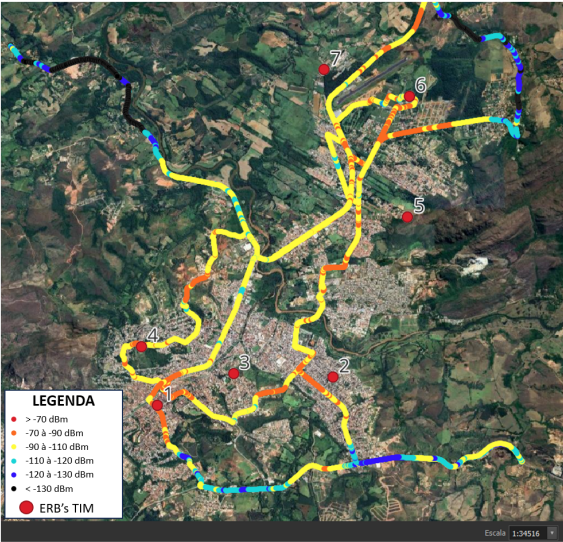 7
6
5
4
3
2
1
LEGENDA
> -70 dBm
-70 à -90 dBm
-90 à -110 dBm
-110 à -120 dBm
-120 à -130 dBm
< -130 dBm
ERB's TIM
Escala 1:34516